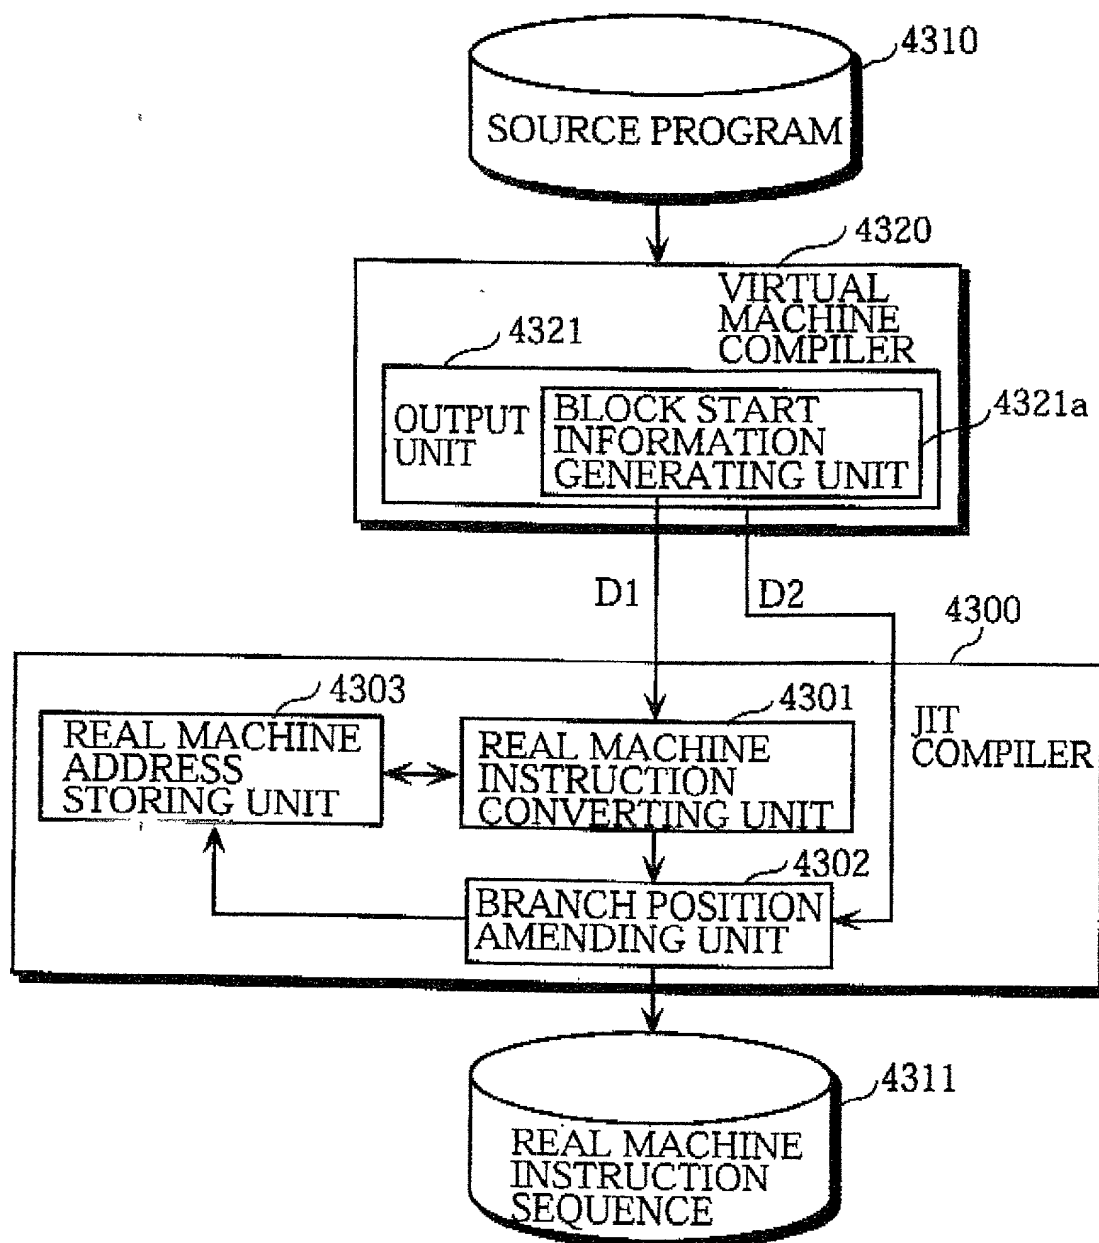 4310
SOURCE PROGRAM
4320
VIRTUAL
MACHINE
COMPILER
4321
OUTPUT
UNIT
BLOCK START
INFORMATION
GENERATING UNIT
4321a
D1
D2
4300
JIT
COMPILER
4303
REAL MACHINE
ADDRESS
STORING UNIT
4301
REAL MACHINE
INSTRUCTION
CONVERTING UNIT
4302
BRANCH POSITION
AMENDING UNIT
4311
REAL MACHINE
INSTRUCTION
SEQUENCE